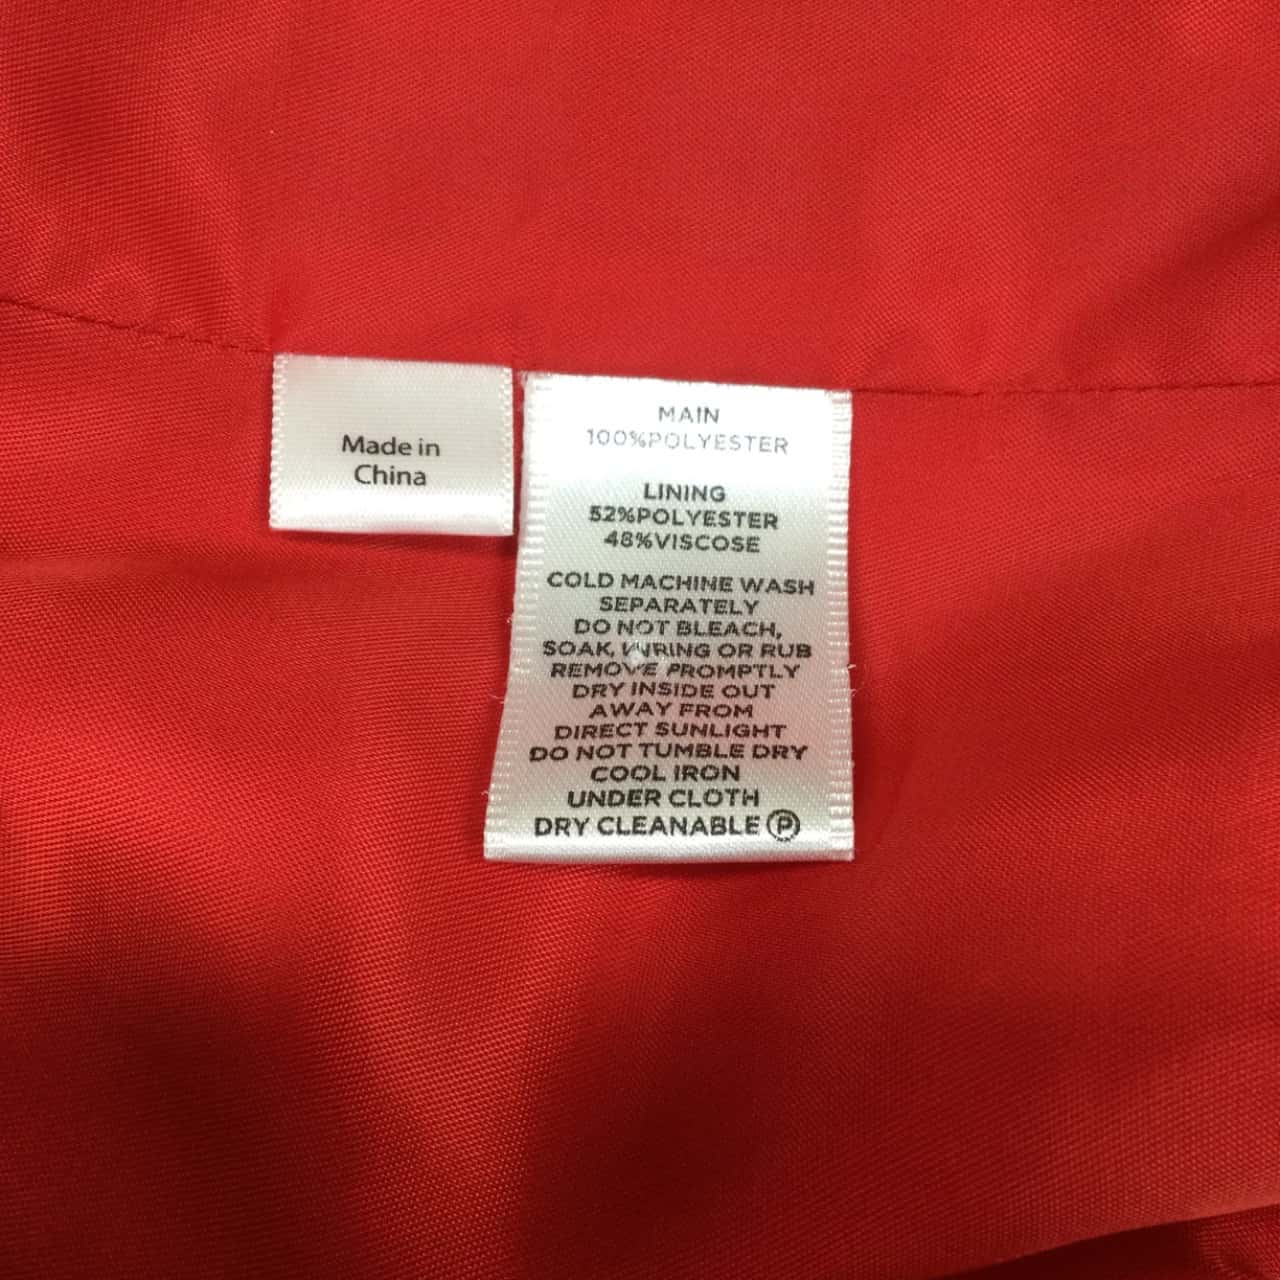 Made in
China
MAIN
100%POLYESTER
LINING
52%POLYESTER
48%VISCOSE
COLD MACHINE WASH
SEPARATELY
DO NOT BLEACH,
SOAK, WRING OR RUB
REMOVE PROMPTLY
DRY INSIDE OUT
AWAY FROM
DIRECT SUNLIGHT
DO NOT TUMBLE DRY
COOL IRON
UNDER CLOTH
DRY CLEANABLE Ⓟ